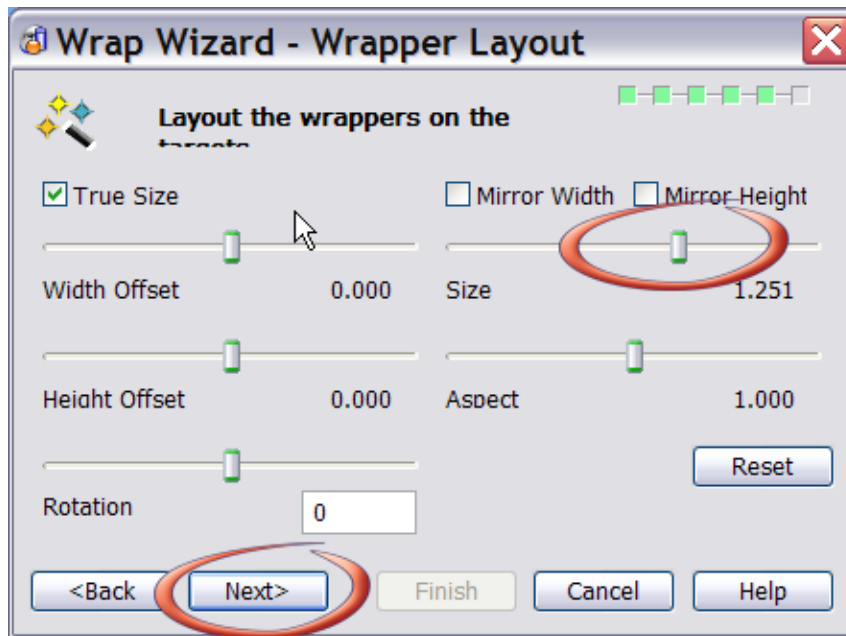 Wrap Wizard - Wrapper Layout
Layout the wrappers on the
targets
True Size
Mirror Width
Mirror Height
Width Offset 0.000
Size 1.251
Height Offset 0.000
Aspect 1.000
Reset
Rotation 0
<Back
Next>
Finish
Cancel
Help